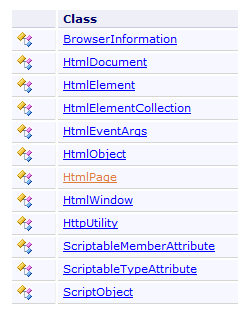 Class
BrowserInformation
HtmlDocument
HtmlElement
HtmlElementCollection
HtmlEventArgs
HtmlObject
HtmlPage
HtmlWindow
HttpUtility
ScriptableMemberAttribute
ScriptableTypeAttribute
ScriptObject